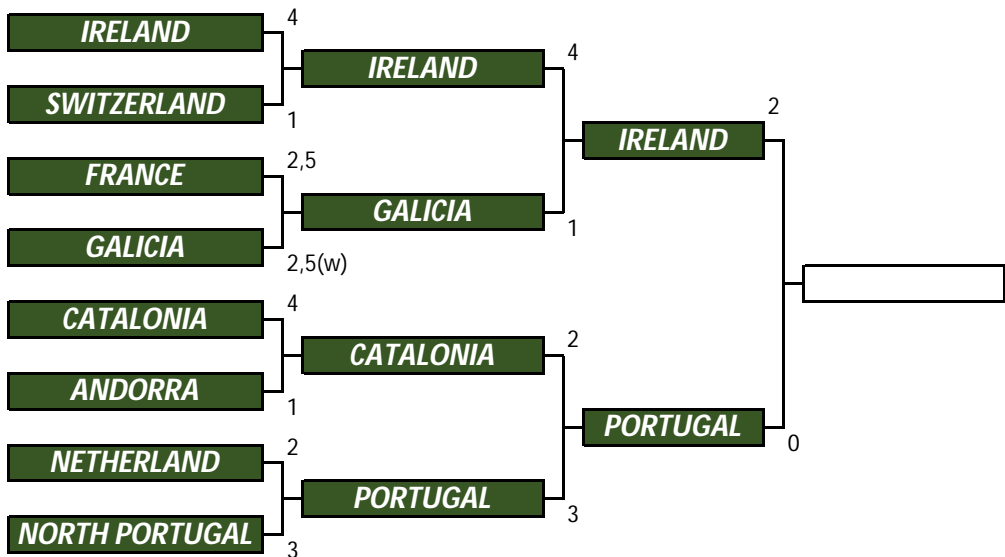 IRELAND
4
SWITZERLAND
1
FRANCE
2,5
GALICIA
2,5(w)
CATALONIA
4
ANDORRA
1
NETHERLAND
2
NORTH PORTUGAL
3
IRELAND
4
GALICIA
1
CATALONIA
2
PORTUGAL
3
IRELAND
2
PORTUGAL
0